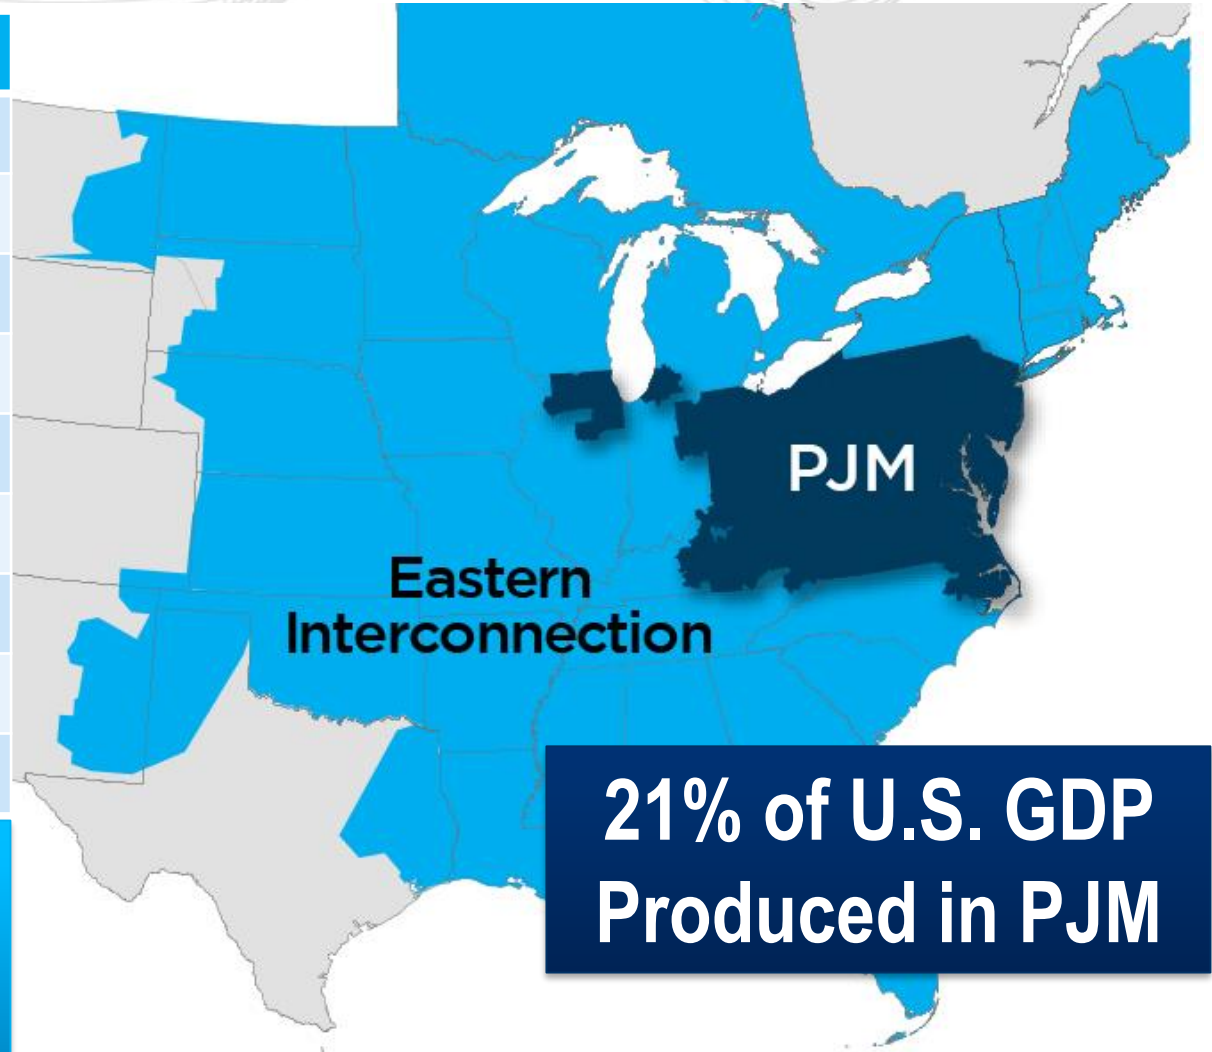 PJM
Eastern
Interconnection
21% of U.S. GDP
Produced in PJM